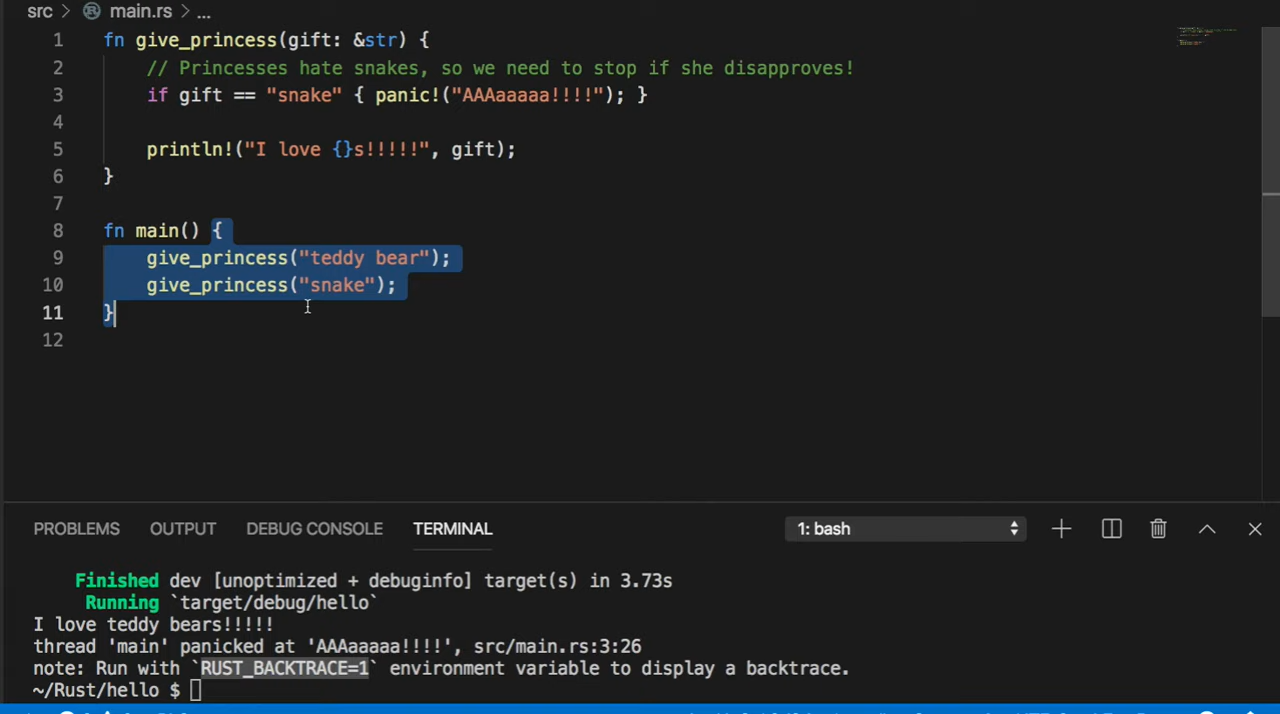 src > main.rs > ...
1 fn give_princess(gift: &str) {
2 // Princesses hate snakes, so we need to stop if she disapproves!
3 if gift == "snake" { panic!("AAAaaaaa!!!!"); }
4
5 println!("I love {}s!!!!!", gift);
6 }
7
8 fn main() {
9 give_princess("teddy bear");
10 give_princess("snake");
11 }
12
PROBLEMS OUTPUT DEBUG CONSOLE TERMINAL 1: bash
Finished dev [unoptimized + debuginfo] target(s) in 3.73s
Running `target/debug/hello`
I love teddy bears!!!!!
thread 'main' panicked at 'AAAaaaaa!!!!', src/main.rs:3:26
note: Run with `RUST_BACKTRACE=1` environment variable to display a backtrace.
~/Rust/hello $